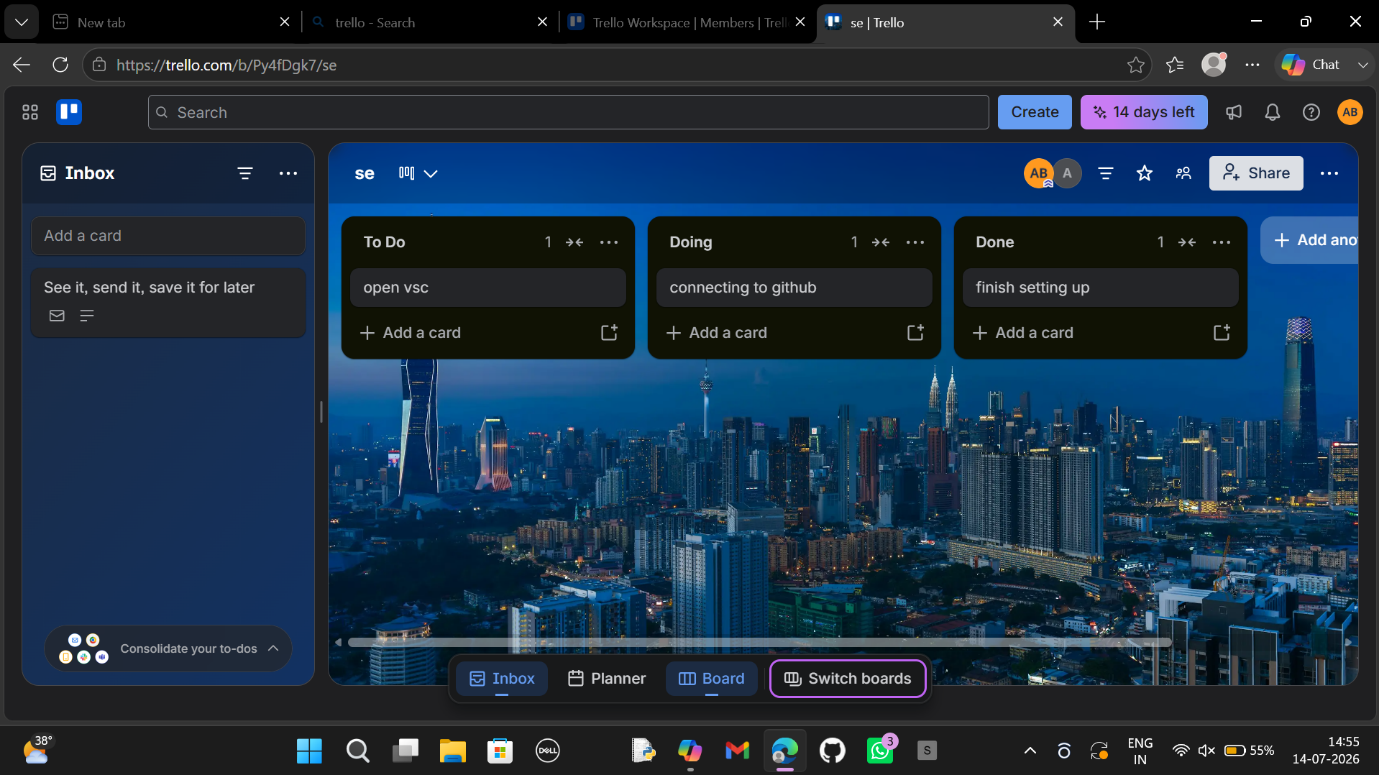 New tab
trello - Search
Trello Workspace | Members | Trell
se | Trello
https://trello.com/b/Py4fDgk7/se
Chat
Search
Create
14 days left
AB
Inbox
se
AB
A
Share
Add a card
See it, send it, save it for later
To Do
1
open vsc
Add a card
Doing
1
connecting to github
Add a card
Done
1
finish setting up
Add a card
Add ano
Consolidate your to-dos
Inbox
Planner
Board
Switch boards
38°
DELL
3
S
ENG
IN
55%
14:55
14-07-2026